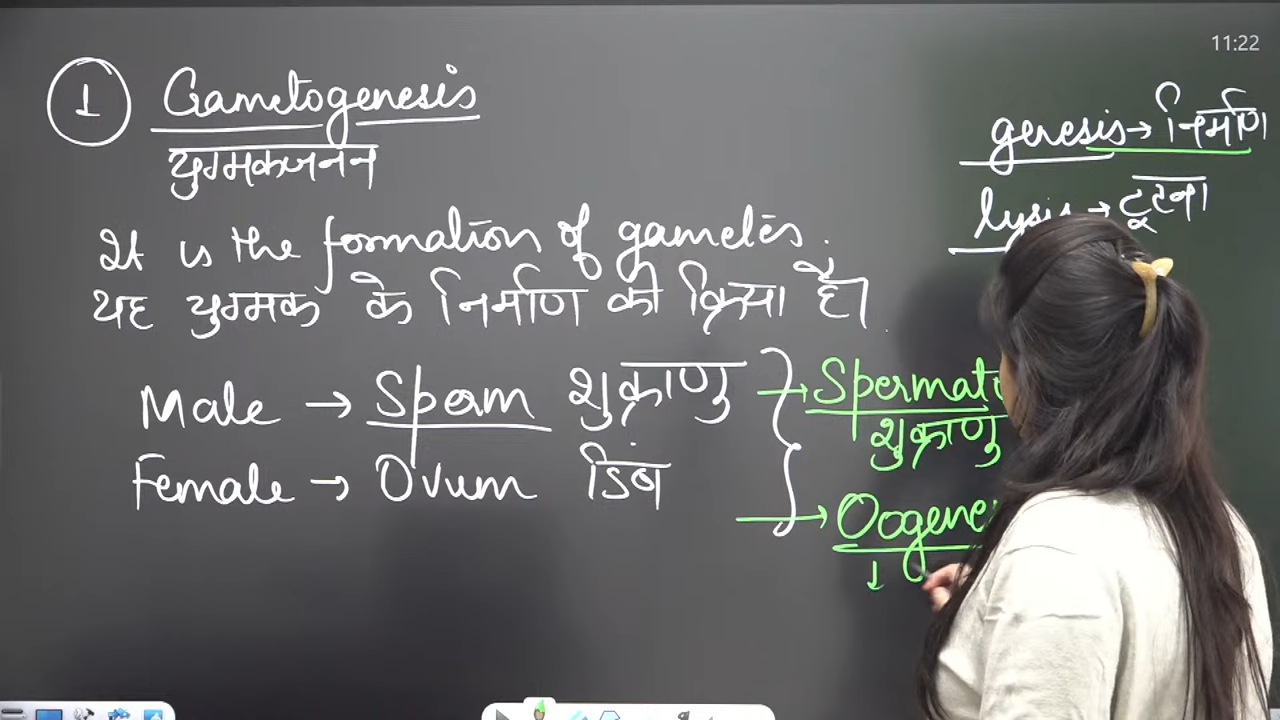 11:22
1 Gametogenesis
युग्मकजनन
genesis → निर्माण
lysis → टूटना
It is the formation of gametes.
यह युग्मक के निर्माण की क्रिया है।
Male → Sperm शुक्राणु
Female → Ovum डिंब
→ Spermat
शुक्राणु
→ Oogene